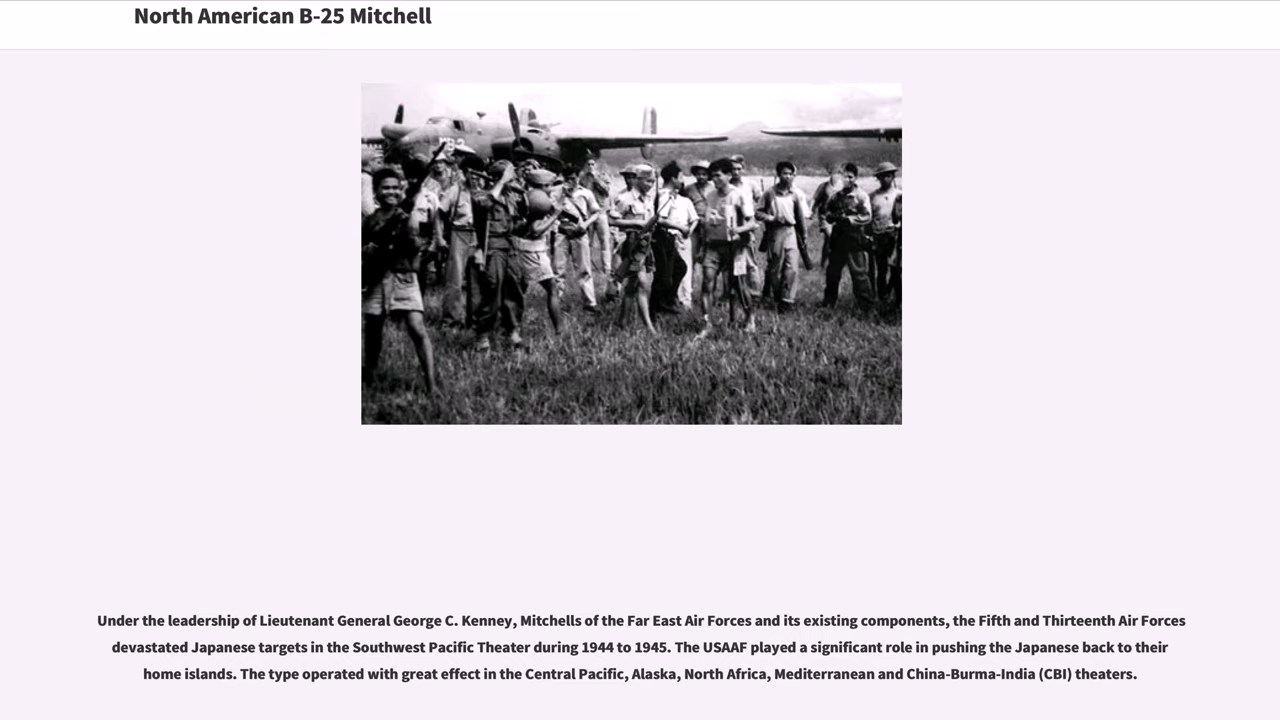 North American B-25 Mitchell
Under the leadership of Lieutenant General George C. Kenney, Mitchells of the Far East Air Forces and its existing components, the Fifth and Thirteenth Air Forces
devastated Japanese targets in the Southwest Pacific Theater during 1944 to 1945. The USAAF played a significant role in pushing the Japanese back to their
home islands. The type operated with great effect in the Central Pacific, Alaska, North Africa, Mediterranean and China-Burma-India (CBI) theaters.